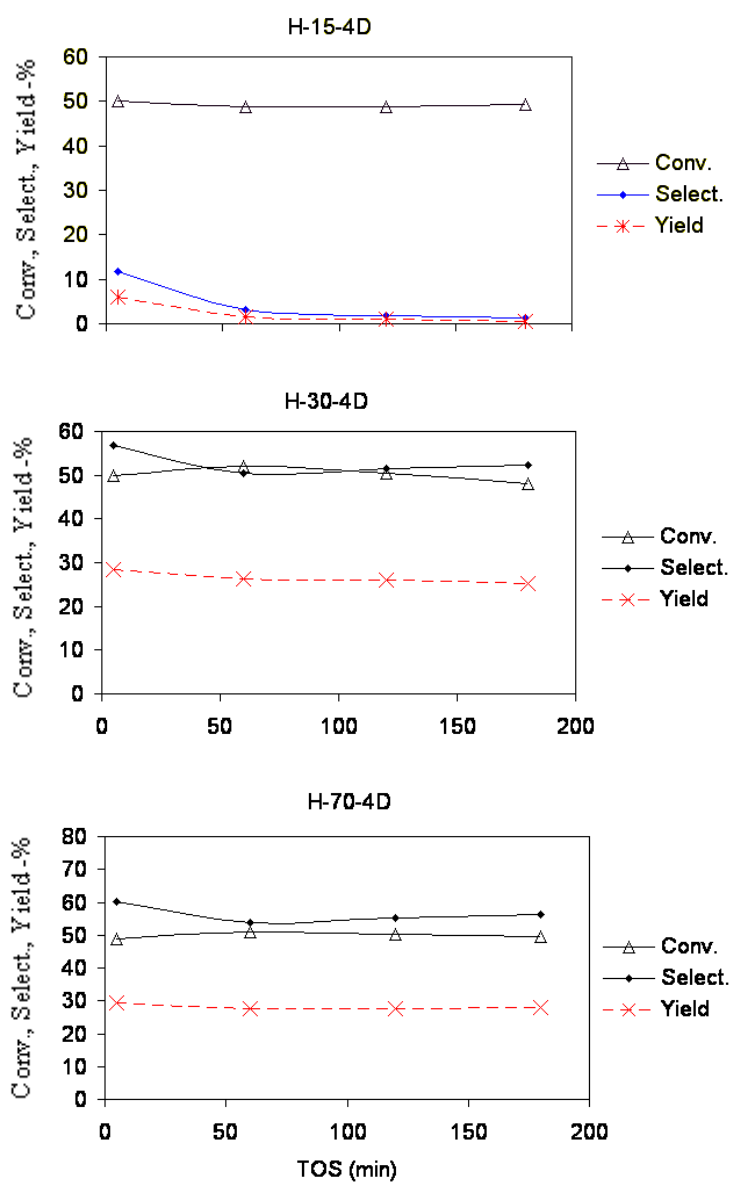 H-15-4D
Conv., Select., Yield -%
60
50
40
30
20
10
0
Conv.
Select.
Yield
H-30-4D
Conv., Select., Yield -%
60
50
40
30
20
10
0
0 50 100 150 200
Conv.
Select.
Yield
H-70-4D
Conv., Select., Yield -%
80
70
60
50
40
30
20
10
0
0 50 100 150 200
Conv.
Select.
Yield
TOS (min)